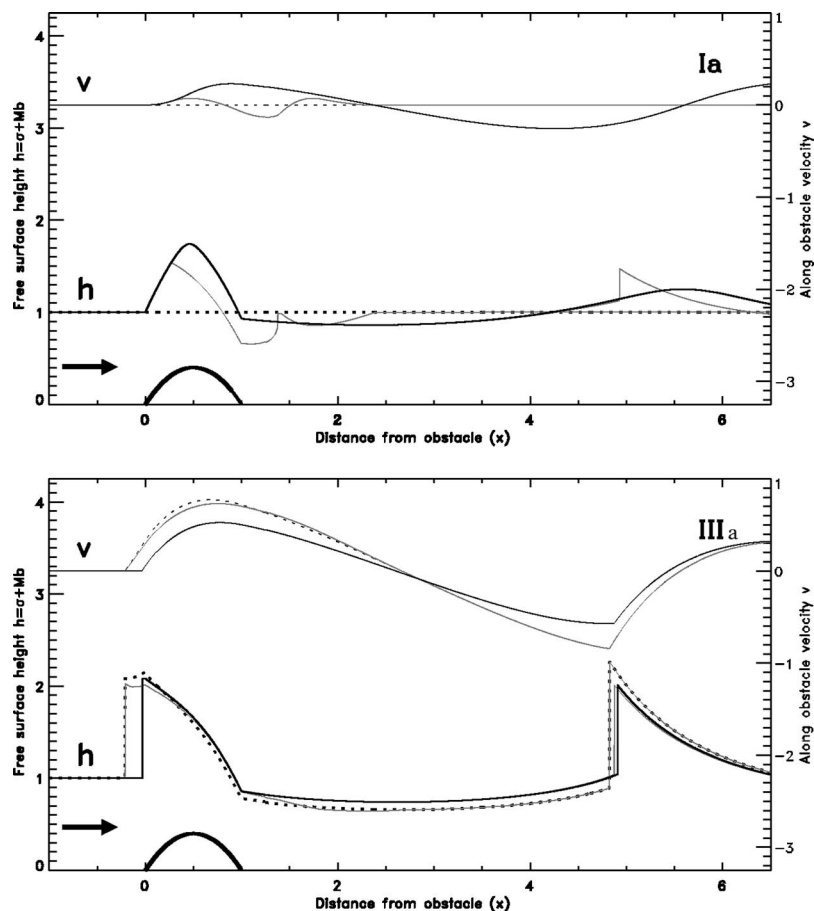 4
3
2
1
0
Free surface height h=σ+Mb
v
h
Ia
1
0
-1
-2
-3
Along obstacle velocity v
0
2
4
6
Distance from obstacle (x)
4
3
2
1
0
Free surface height h=σ+Mb
v
h
IIIa
1
0
-1
-2
-3
Along obstacle velocity v
0
2
4
6
Distance from obstacle (x)